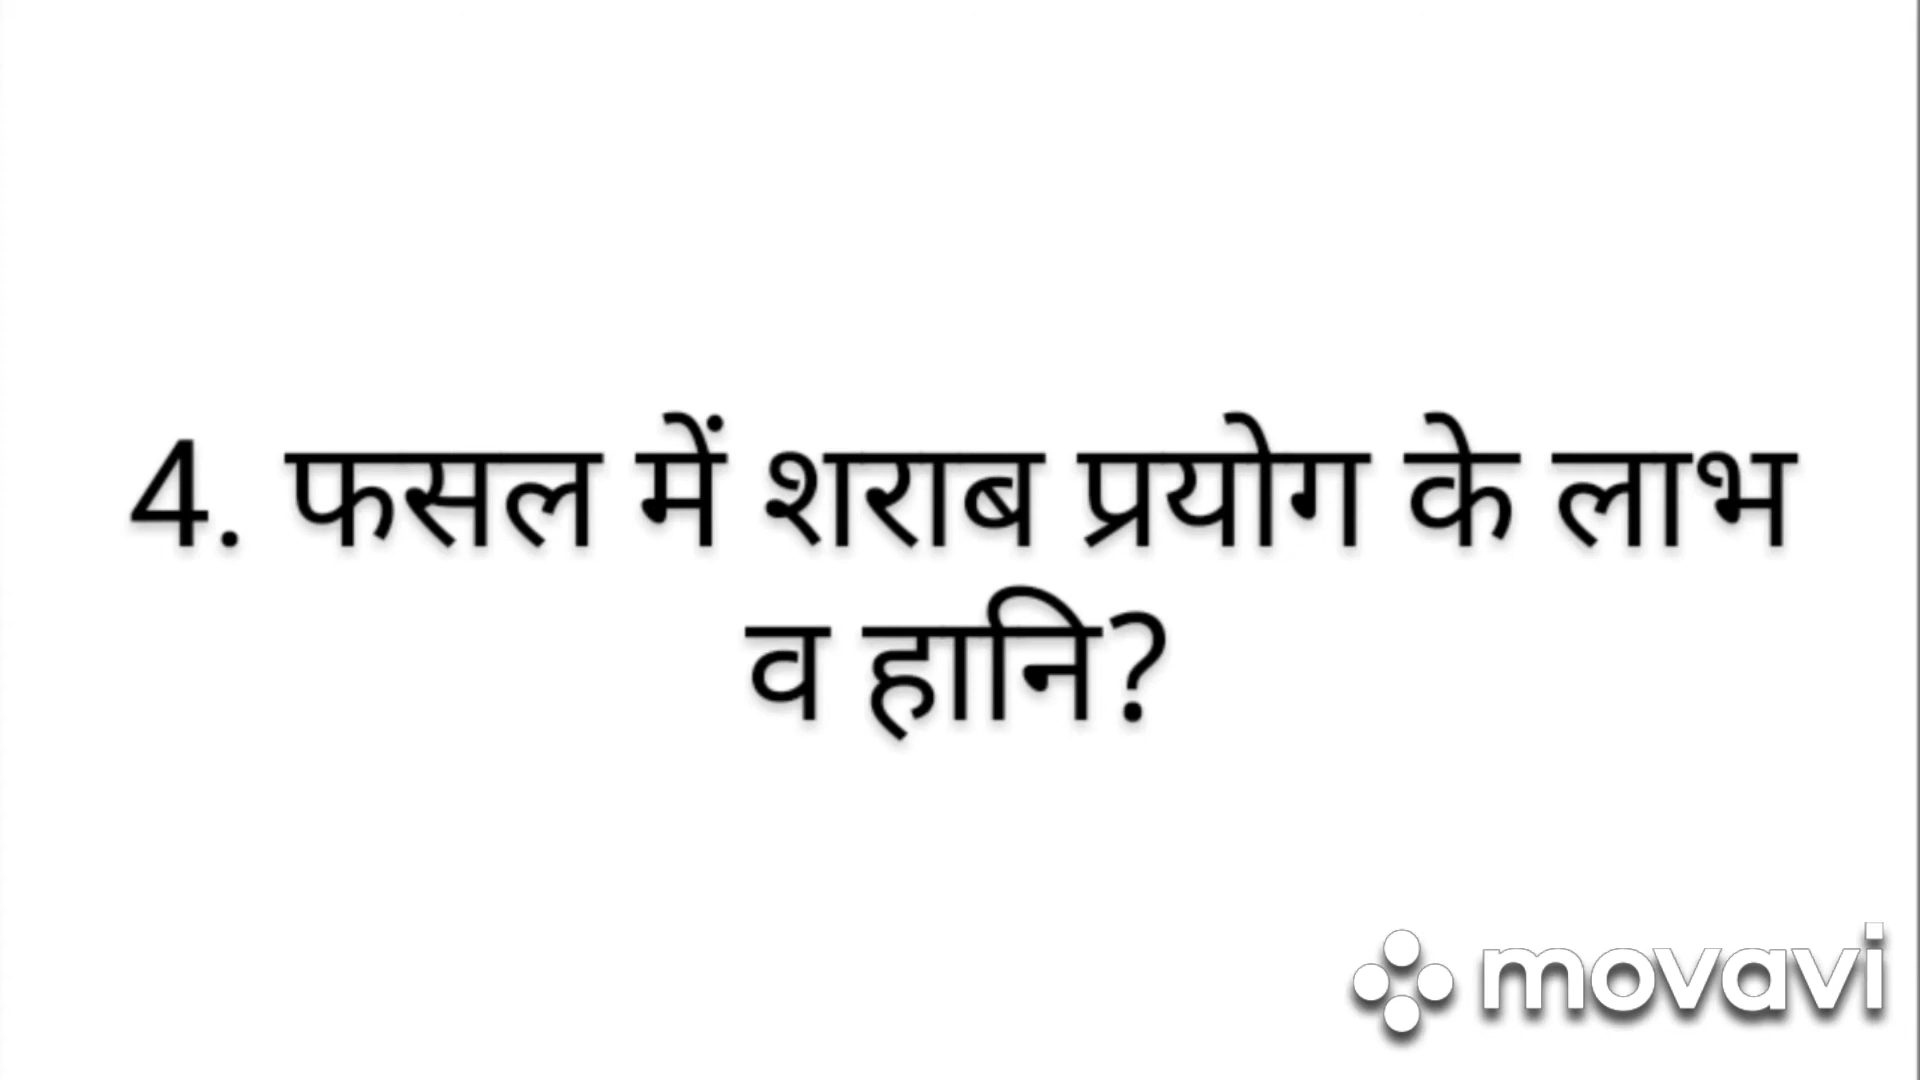 4. फसल में शराब प्रयोग के लाभ
व हानि?
movavi